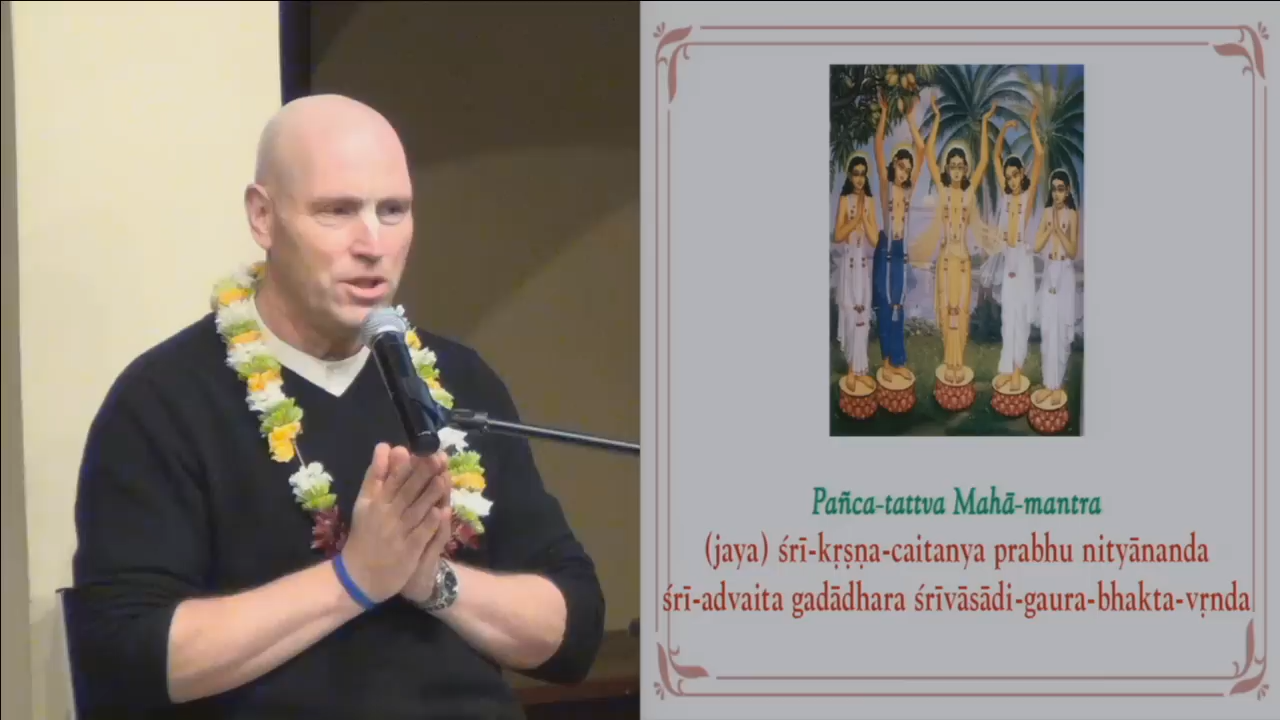 Pañca-tattva Mahā-mantra
(jaya) śrī-kṛṣṇa-caitanya prabhu nityānanda
śrī-advaita gadādhara śrīvāsādi-gaura-bhakta-vṛnda